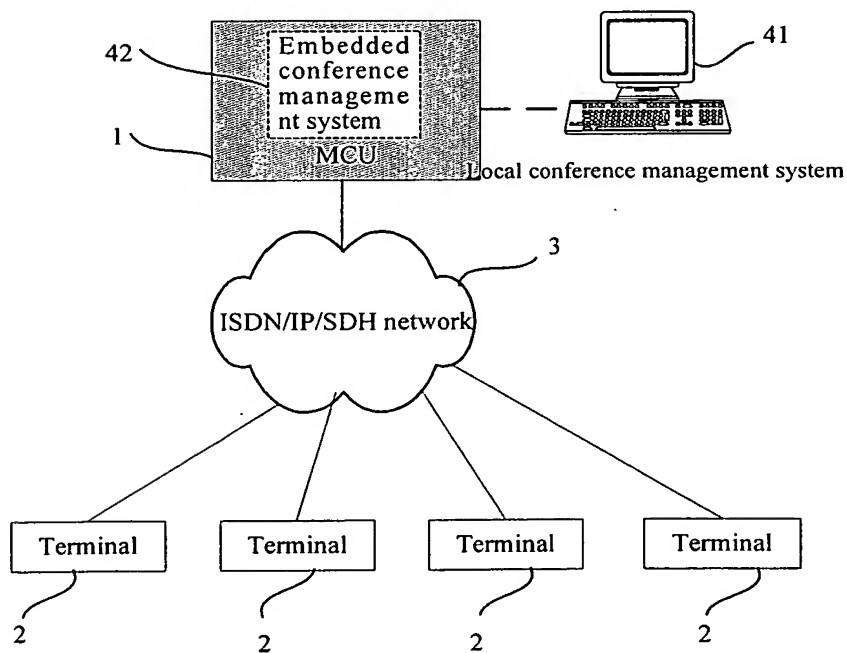 42
Embedded
conference
manageme
nt system
41
1
MCU
Local conference management system
3
ISDN/IP/SDH network
Terminal
Terminal
Terminal
Terminal
2
2
2
2